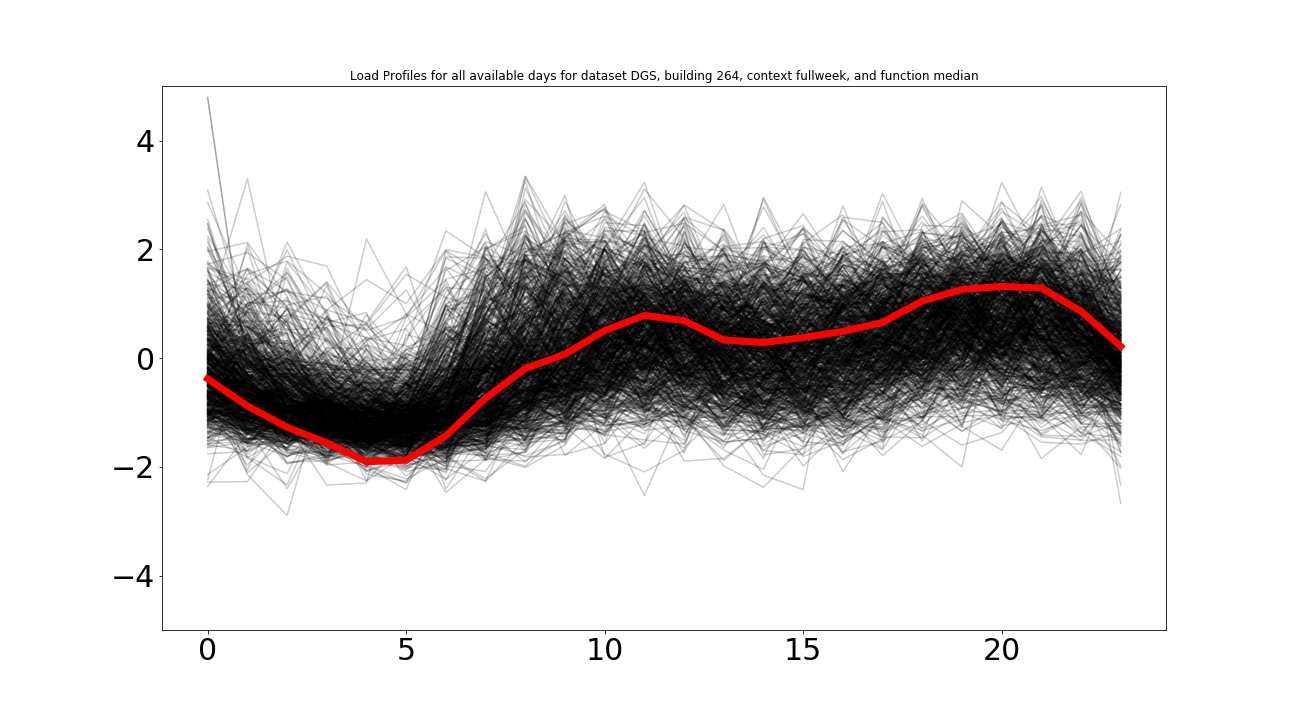 Load Profiles for all available days for dataset DGS, building 264, context fullweek, and function median
4
2
0
−2
−4
0 5 10 15 20